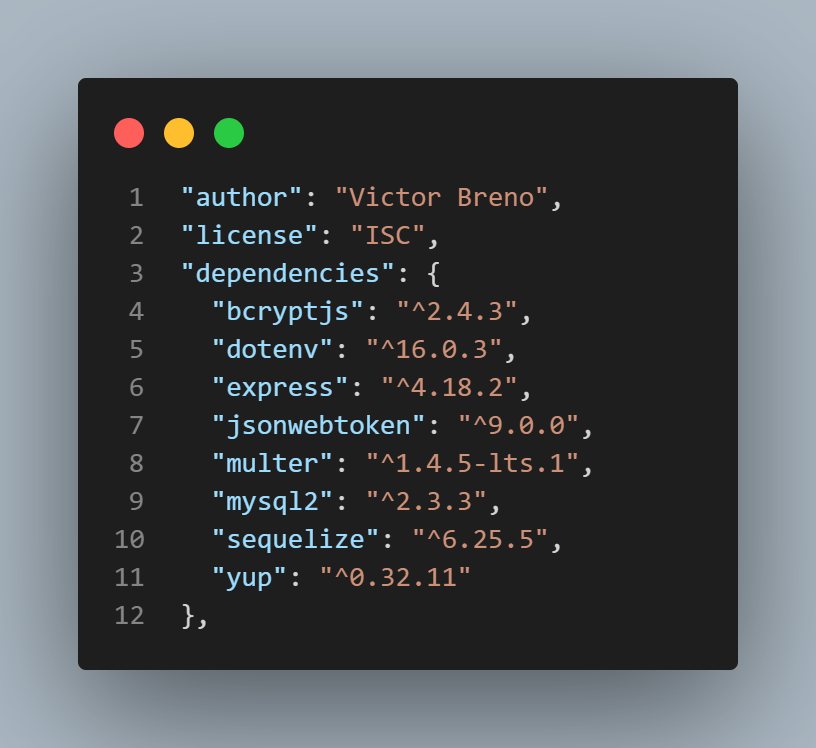 1 "author": "Victor Breno",
2 "license": "ISC",
3 "dependencies": {
4 "bcryptjs": "^2.4.3",
5 "dotenv": "^16.0.3",
6 "express": "^4.18.2",
7 "jsonwebtoken": "^9.0.0",
8 "multer": "^1.4.5-lts.1",
9 "mysql2": "^2.3.3",
10 "sequelize": "^6.25.5",
11 "yup": "^0.32.11"
12 },